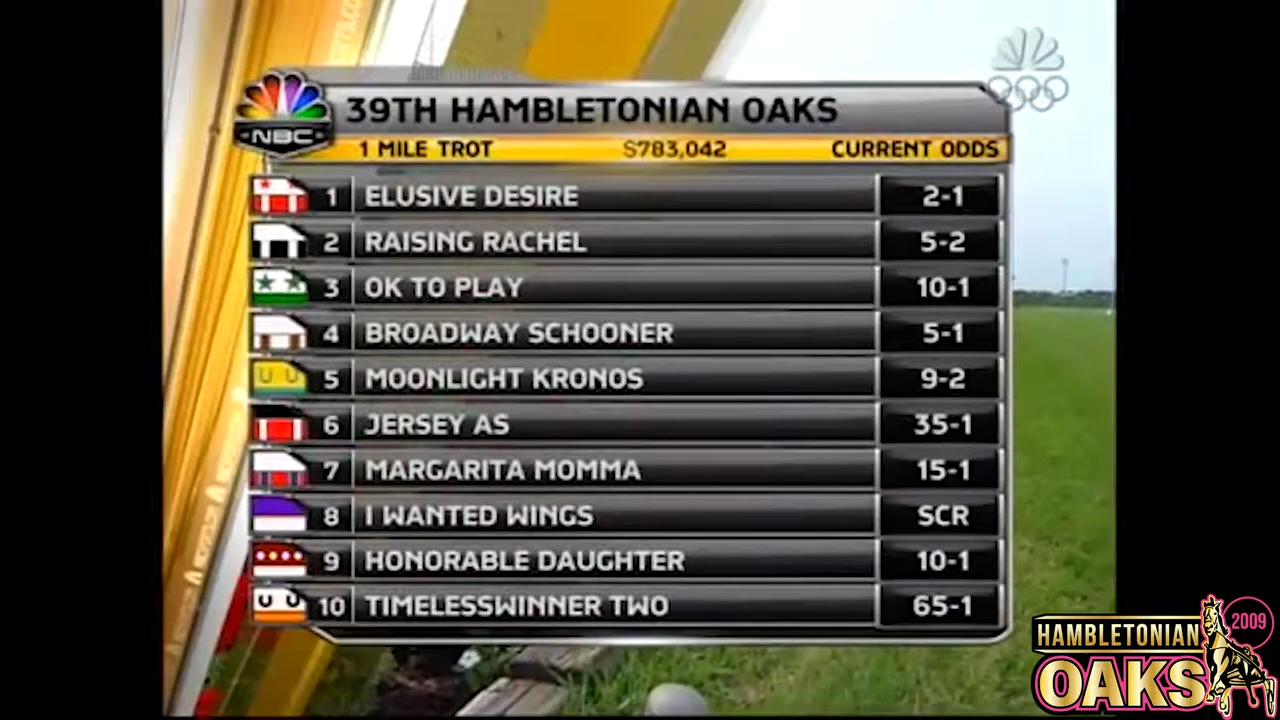 39TH HAMBLETONIAN OAKS
NBC
1 MILE TROT $783,042 CURRENT ODDS
1 ELUSIVE DESIRE 2-1
2 RAISING RACHEL 5-2
3 OK TO PLAY 10-1
4 BROADWAY SCHOONER 5-1
5 MOONLIGHT KRONOS 9-2
6 JERSEY AS 35-1
7 MARGARITA MOMMA 15-1
8 I WANTED WINGS SCR
9 HONORABLE DAUGHTER 10-1
10 TIMELESSWINNER TWO 65-1
2009
HAMBLETONIAN
OAKS